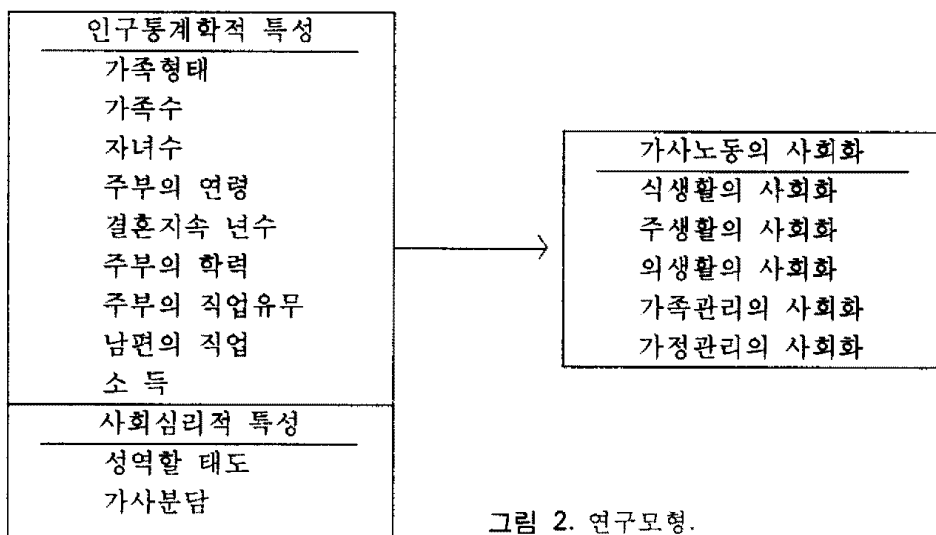 인구통계학적 특성
가족형태
가족수
자녀수
주부의 연령
결혼지속 년수
주부의 학력
주부의 직업유무
남편의 직업
소 득
사회심리적 특성
성역할 태도
가사분담
가사노동의 사회화
식생활의 사회화
주생활의 사회화
의생활의 사회화
가족관리의 사회화
가정관리의 사회화
그림 2. 연구모형.